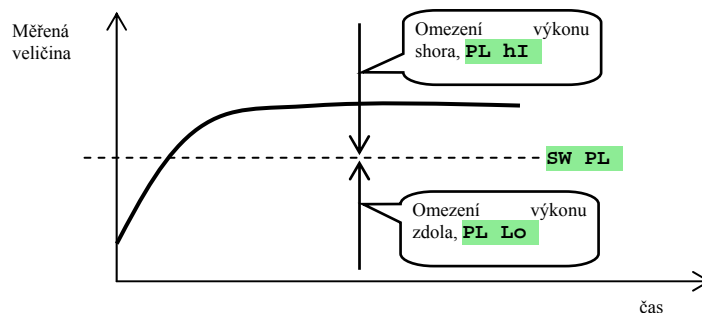 Měřená
veličina
Omezení výkonu
shora, PL hI
SW PL
Omezení výkonu
zdola, PL Lo
čas